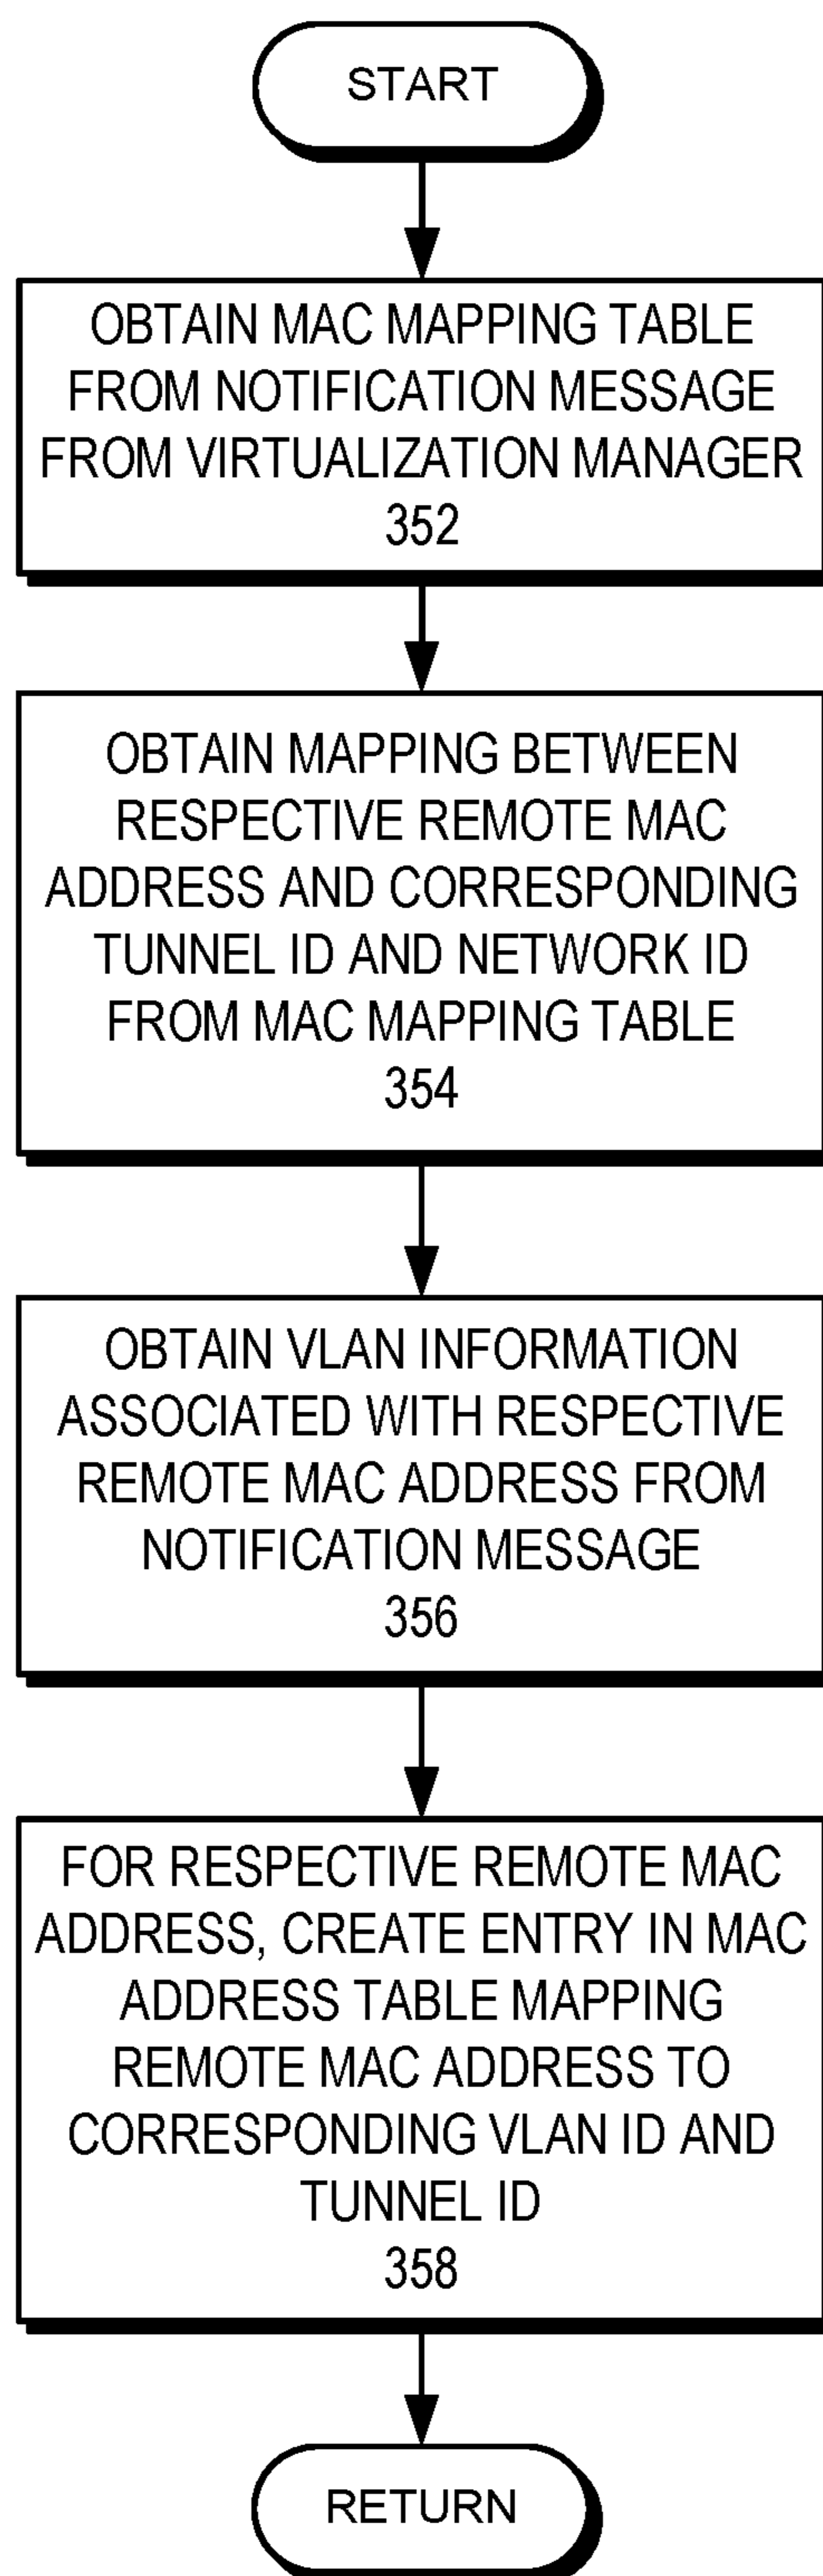 START
OBTAIN MAC MAPPING TABLE
FROM NOTIFICATION MESSAGE
FROM VIRTUALIZATION MANAGER
352
OBTAIN MAPPING BETWEEN
RESPECTIVE REMOTE MAC
ADDRESS AND CORRESPONDING
TUNNEL ID AND NETWORK ID
FROM MAC MAPPING TABLE
354
OBTAIN VLAN INFORMATION
ASSOCIATED WITH RESPECTIVE
REMOTE MAC ADDRESS FROM
NOTIFICATION MESSAGE
356
FOR RESPECTIVE REMOTE MAC
ADDRESS, CREATE ENTRY IN MAC
ADDRESS TABLE MAPPING
REMOTE MAC ADDRESS TO
CORRESPONDING VLAN ID AND
TUNNEL ID
358
RETURN